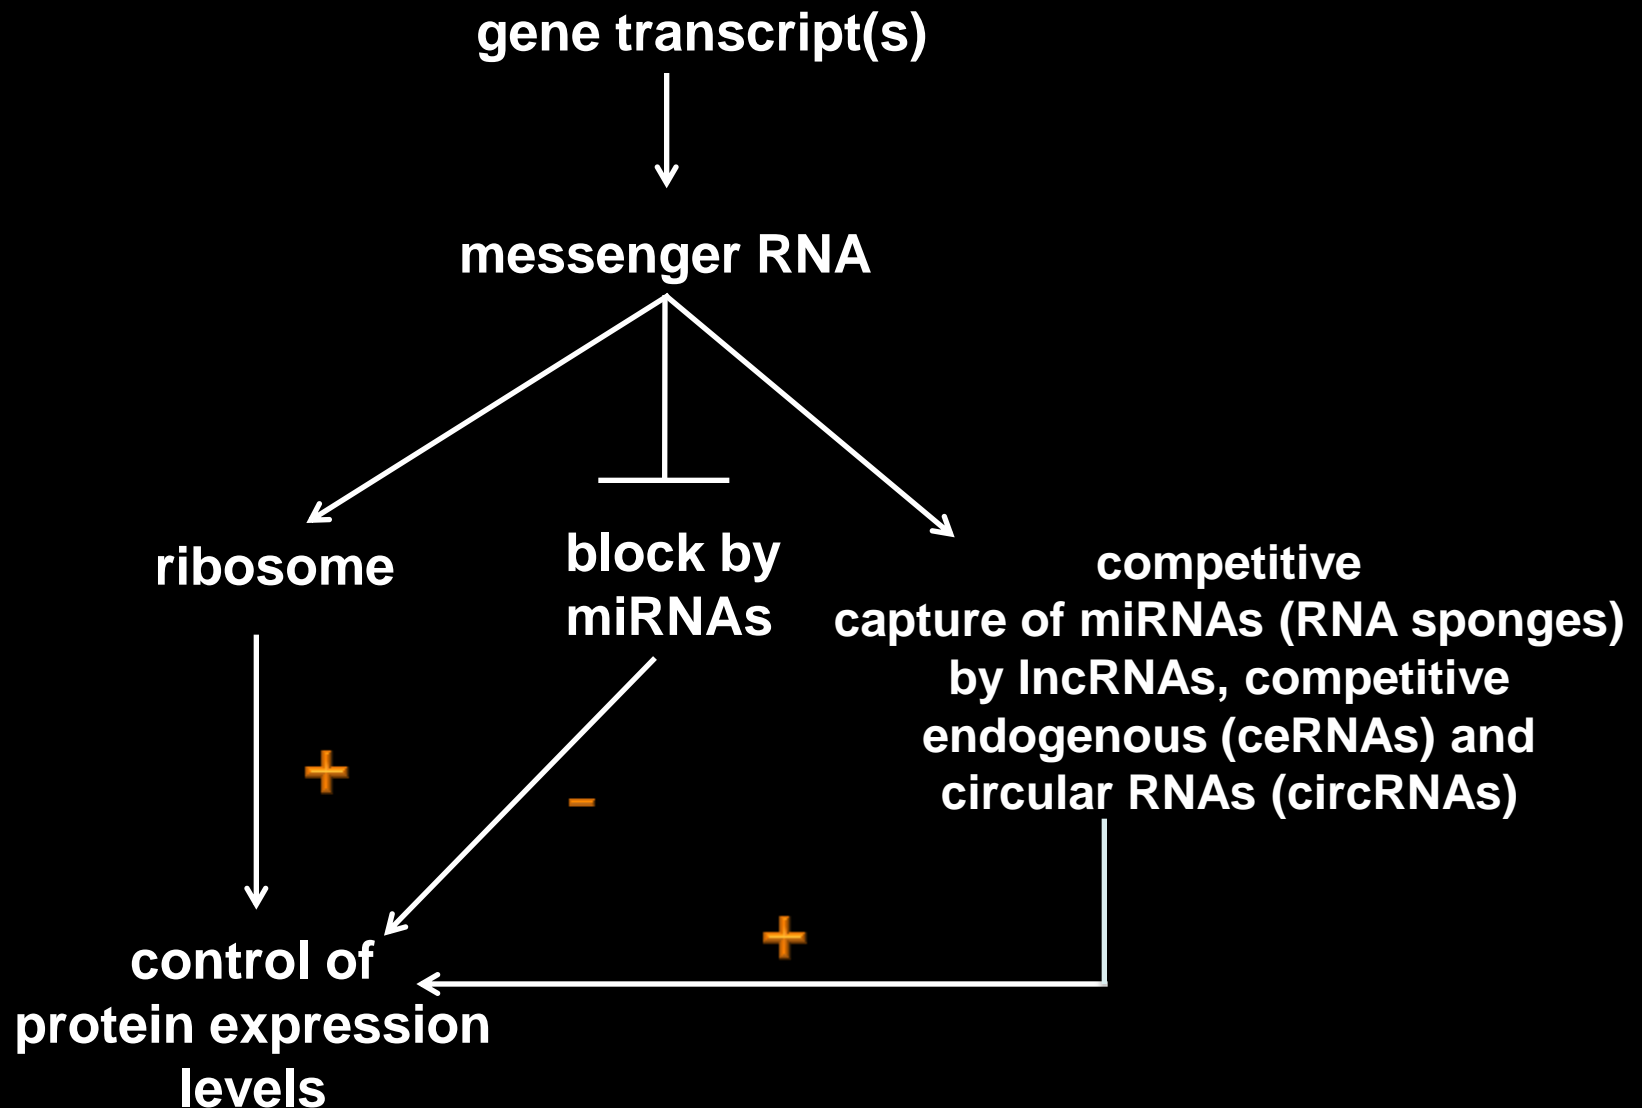 gene transcript(s)
messenger RNA
ribosome
block by
miRNAs
competitive
capture of miRNAs (RNA sponges)
by lncRNAs, competitive
endogenous (ceRNAs) and
circular RNAs (circRNAs)
+
-
+
control of
protein expression
levels